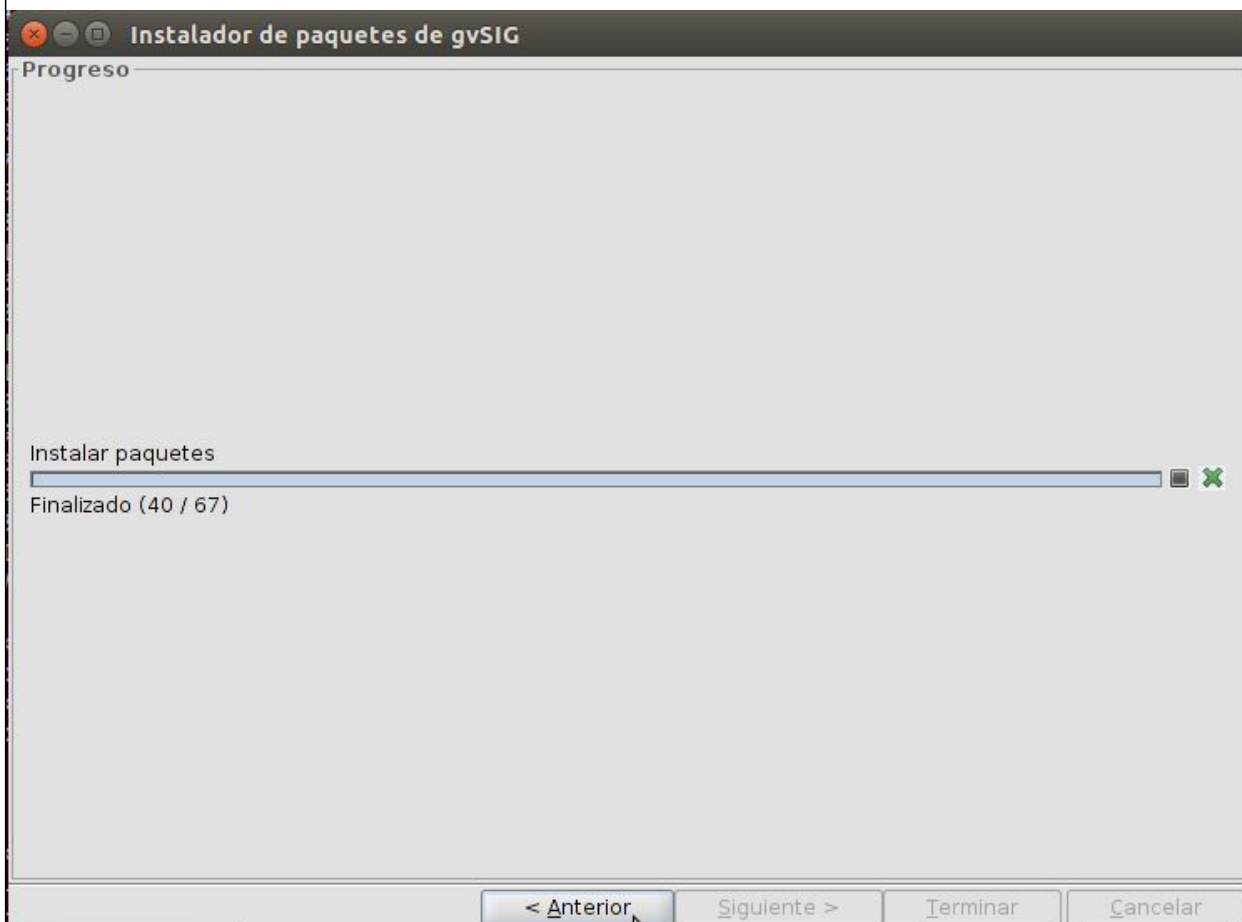 Instalador de paquetes de gvSIG
Progreso
Instalar paquetes
Finalizado (40 / 67)
< Anterior Siguiente > Terminar Cancelar